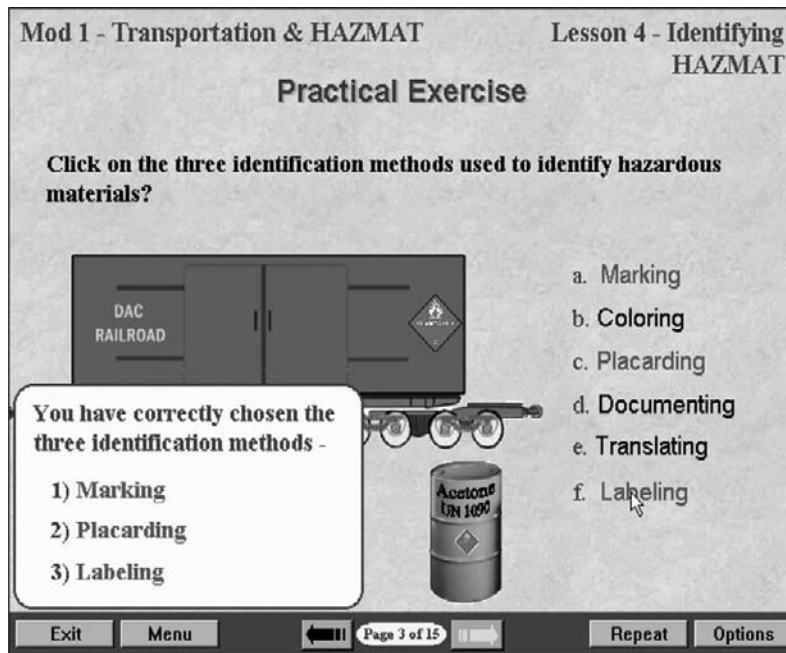 Mod 1 - Transportation & HAZMAT
Lesson 4 - Identifying
HAZMAT
Practical Exercise
Click on the three identification methods used to identify hazardous
materials?
DAC
RAILROAD
a. Marking
b. Coloring
c. Placarding
d. Documenting
e. Translating
f. Labeling
You have correctly chosen the
three identification methods -
1) Marking
2) Placarding
3) Labeling
Acetone
UN 1090
Exit
Menu
Page 3 of 15
Repeat
Options